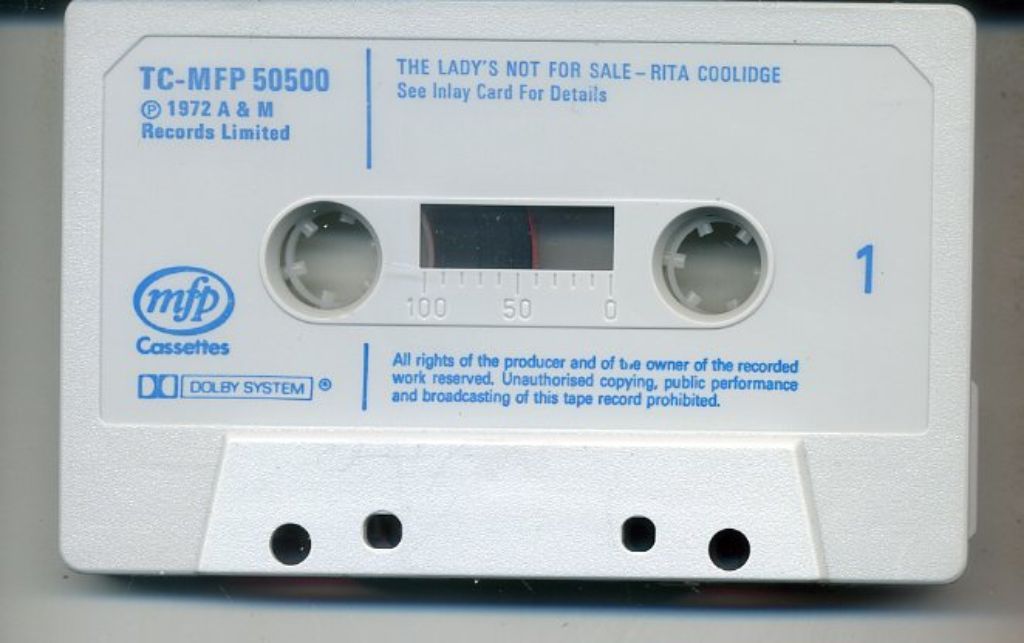 TC-MFP 50500
Ⓟ 1972 A & M
Records Limited
THE LADY'S NOT FOR SALE – RITA COOLIDGE
See Inlay Card For Details
1
100 50 0
mfp
Cassettes
DOLBY SYSTEM ®
All rights of the producer and of the owner of the recorded
work reserved. Unauthorised copying, public performance
and broadcasting of this tape record prohibited.